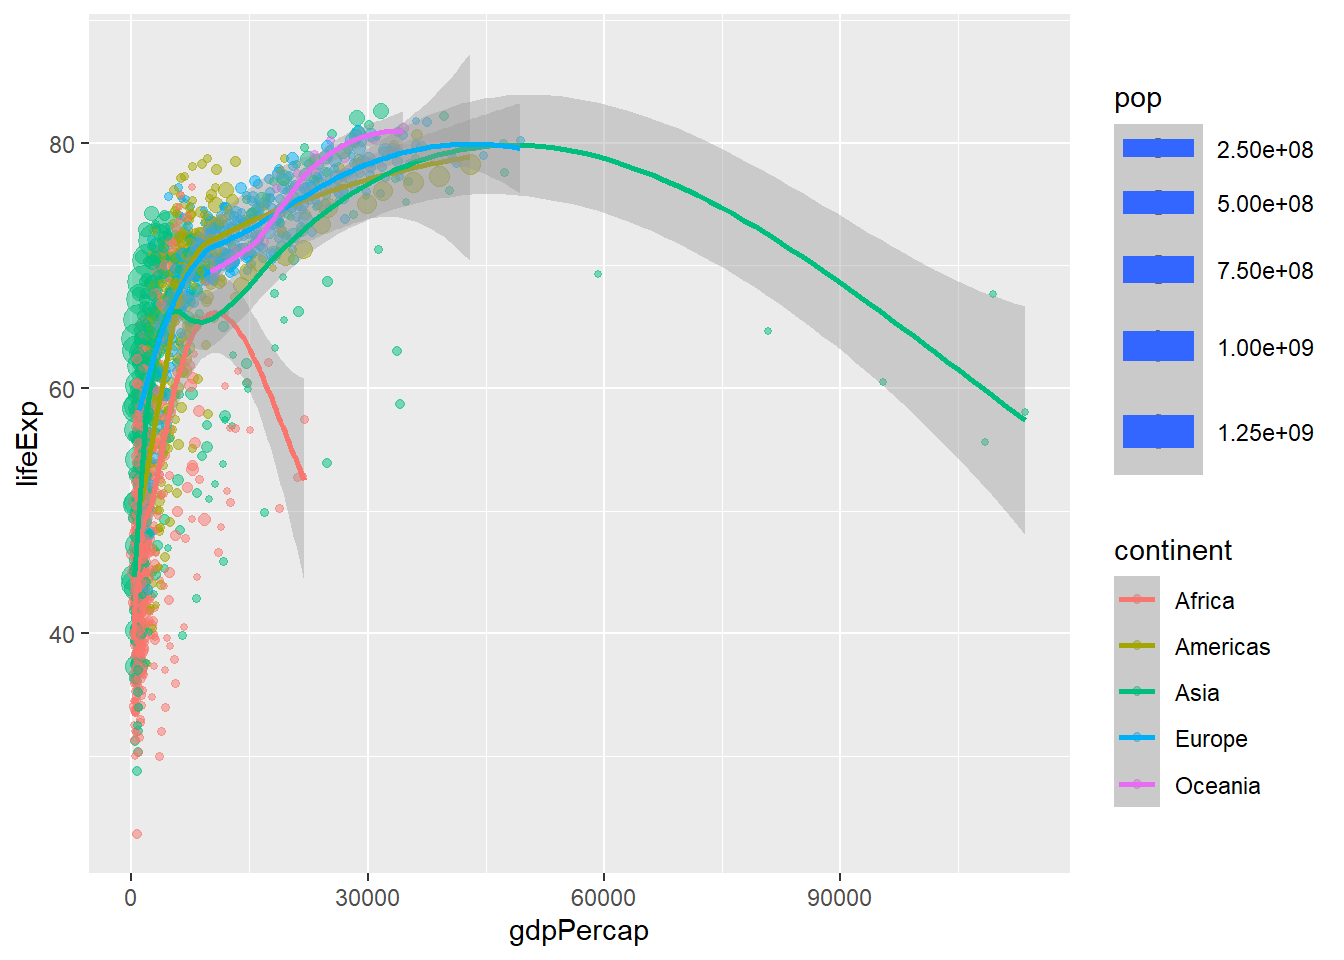 80
60
40
lifeExp
0
30000
60000
90000
gdpPercap
pop
2.50e+08
5.00e+08
7.50e+08
1.00e+09
1.25e+09
continent
Africa
Americas
Asia
Europe
Oceania